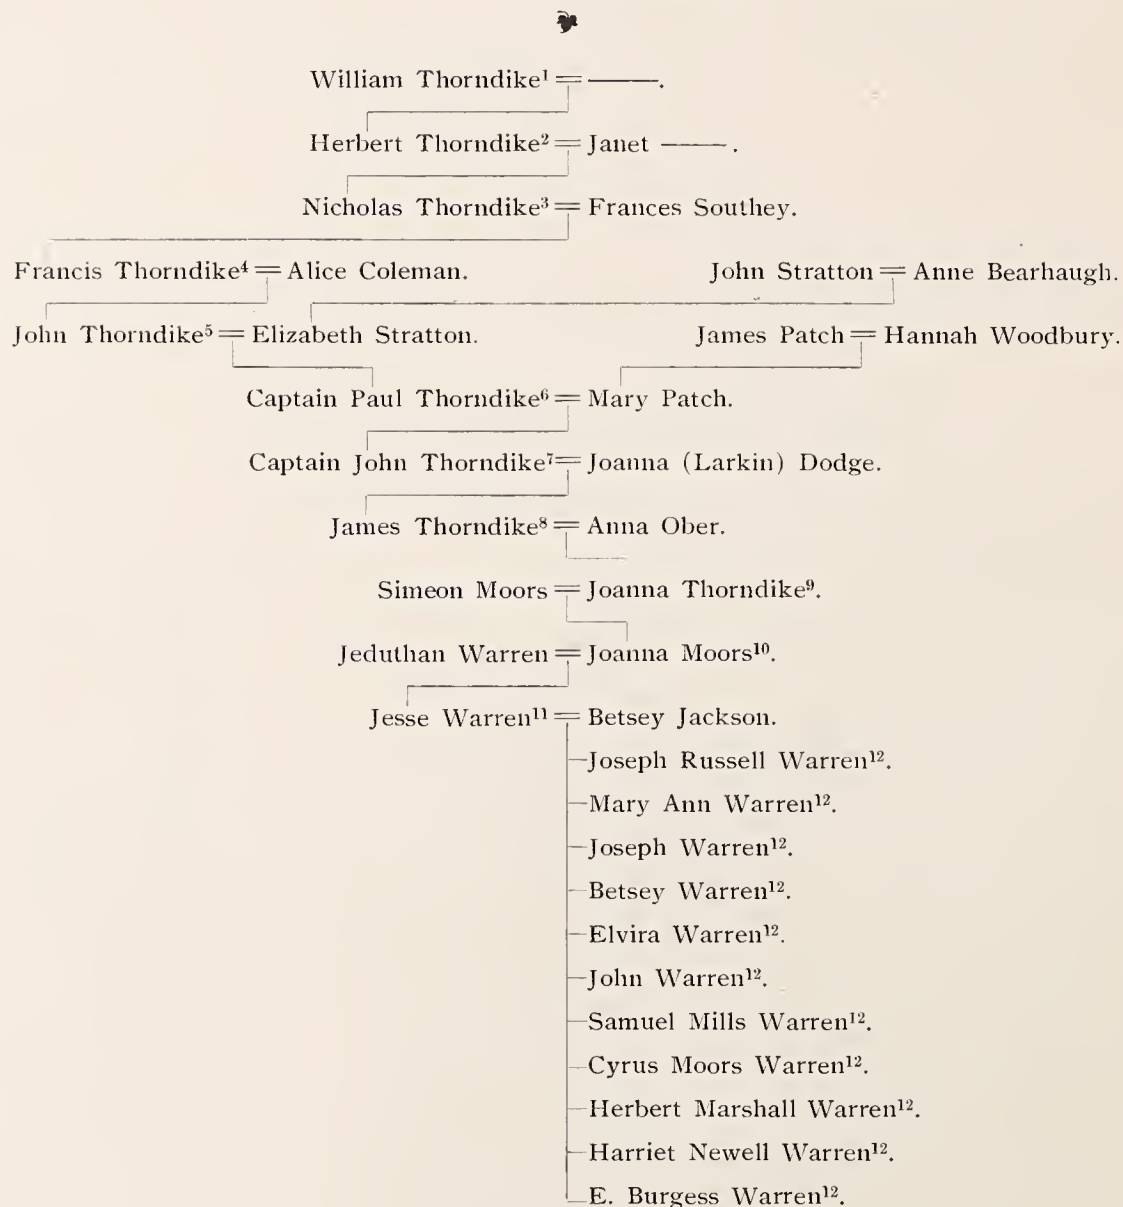 William Thorndike¹ = ———.
Herbert Thorndike² = Janet ———.
Nicholas Thorndike³ = Frances Southey.
Francis Thorndike⁴ = Alice Coleman. John Stratton = Anne Bearhaugh.
John Thorndike⁵ = Elizabeth Stratton. James Patch = Hannah Woodbury.
Captain Paul Thorndike⁶ = Mary Patch.
Captain John Thorndike⁷ = Joanna (Larkin) Dodge.
James Thorndike⁸ = Anna Ober.
Simeon Moors = Joanna Thorndike⁹.
Jeduthan Warren = Joanna Moors¹⁰.
Jesse Warren¹¹ = Betsey Jackson.
Joseph Russell Warren¹².
Mary Ann Warren¹².
Joseph Warren¹².
Betsey Warren¹².
Elvira Warren¹².
John Warren¹².
Samuel Mills Warren¹².
Cyrus Moors Warren¹².
Herbert Marshall Warren¹².
Harriet Newell Warren¹².
E. Burgess Warren¹².